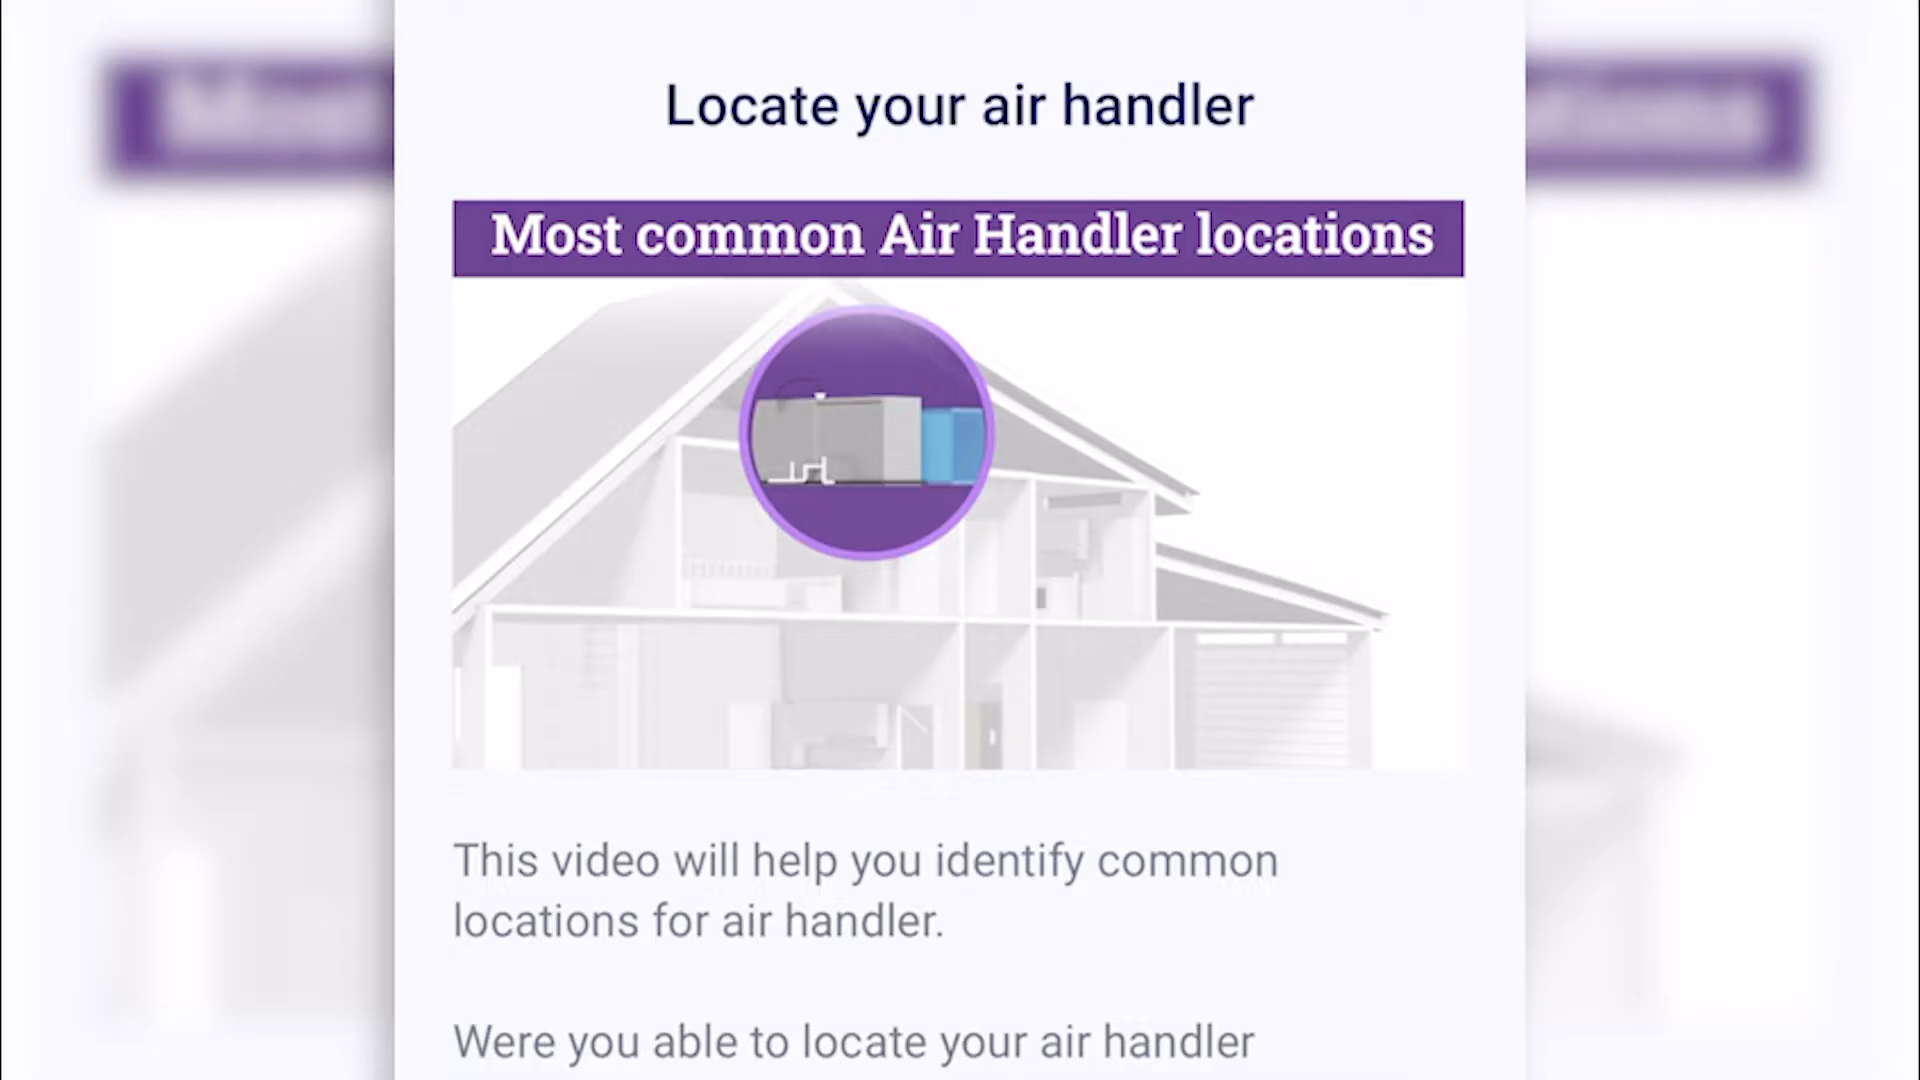 Locate your air handler
Most common Air Handler locations
This video will help you identify common
locations for air handler.
Were you able to locate your air handler